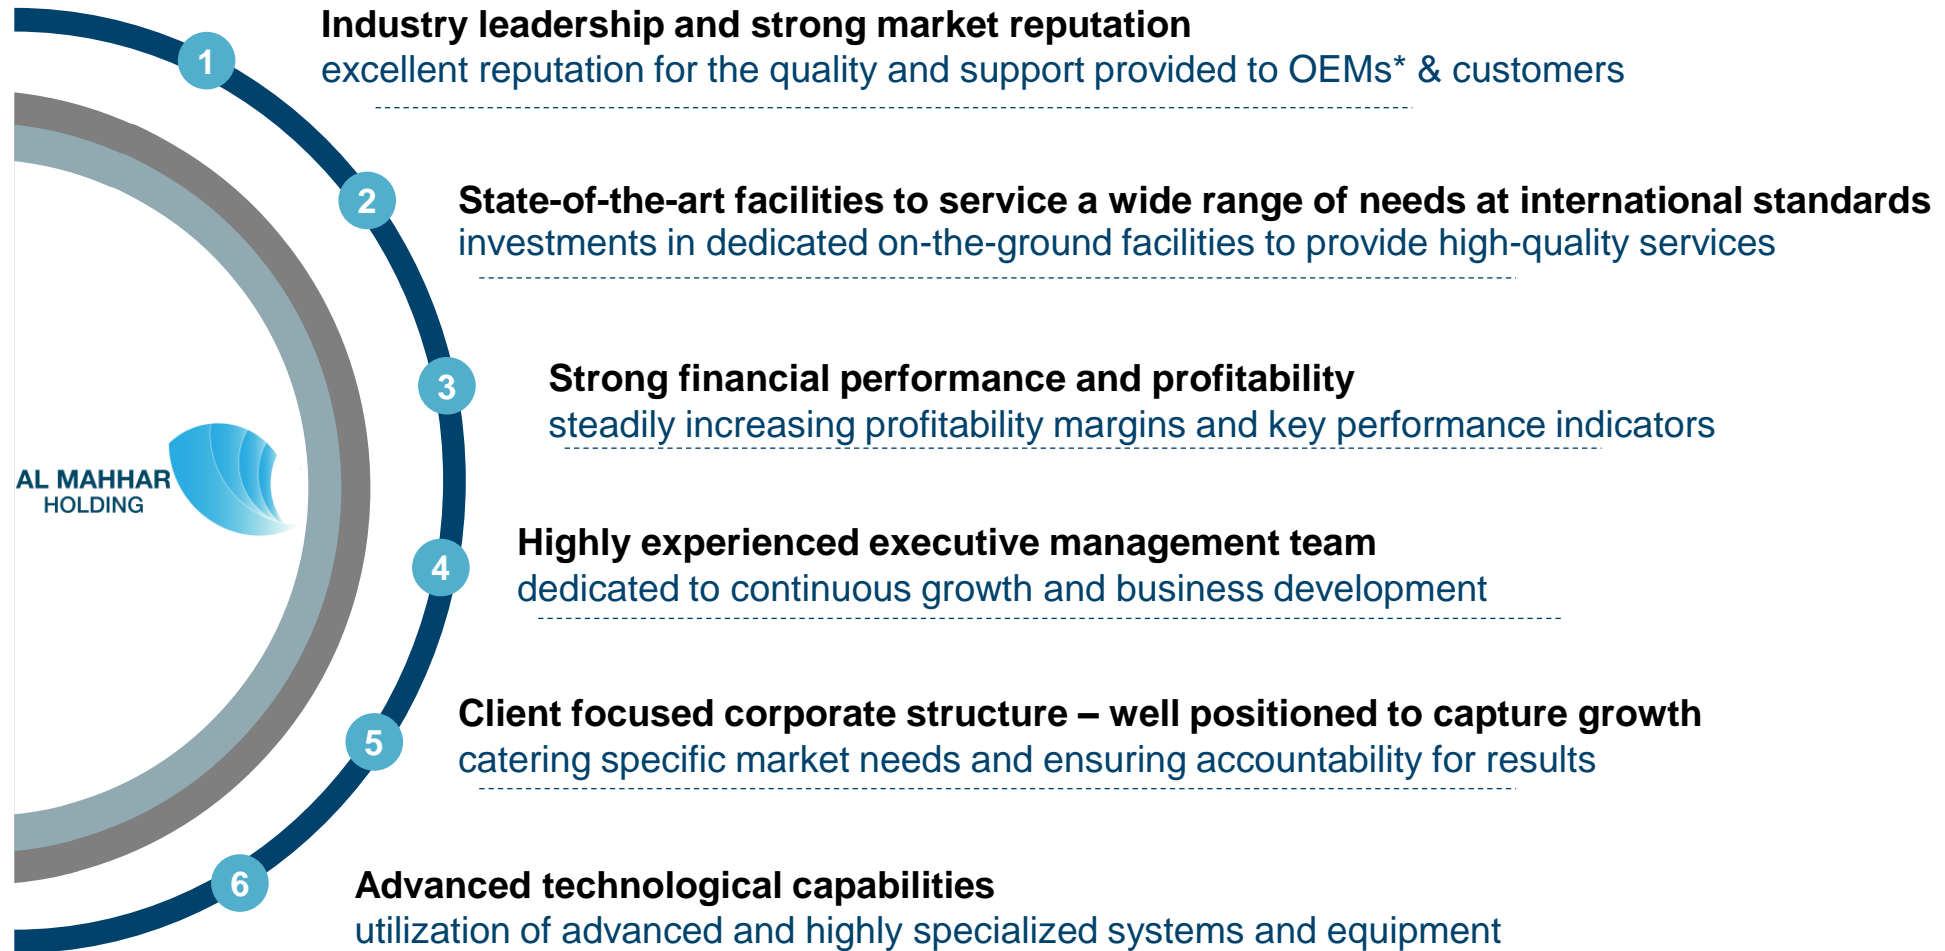 1
Industry leadership and strong market reputation
excellent reputation for the quality and support provided to OEMs* & customers
2
State-of-the-art facilities to service a wide range of needs at international standards
investments in dedicated on-the-ground facilities to provide high-quality services
3
Strong financial performance and profitability
steadily increasing profitability margins and key performance indicators
AL MAHHAR
HOLDING
4
Highly experienced executive management team
dedicated to continuous growth and business development
5
Client focused corporate structure – well positioned to capture growth
catering specific market needs and ensuring accountability for results
6
Advanced technological capabilities
utilization of advanced and highly specialized systems and equipment